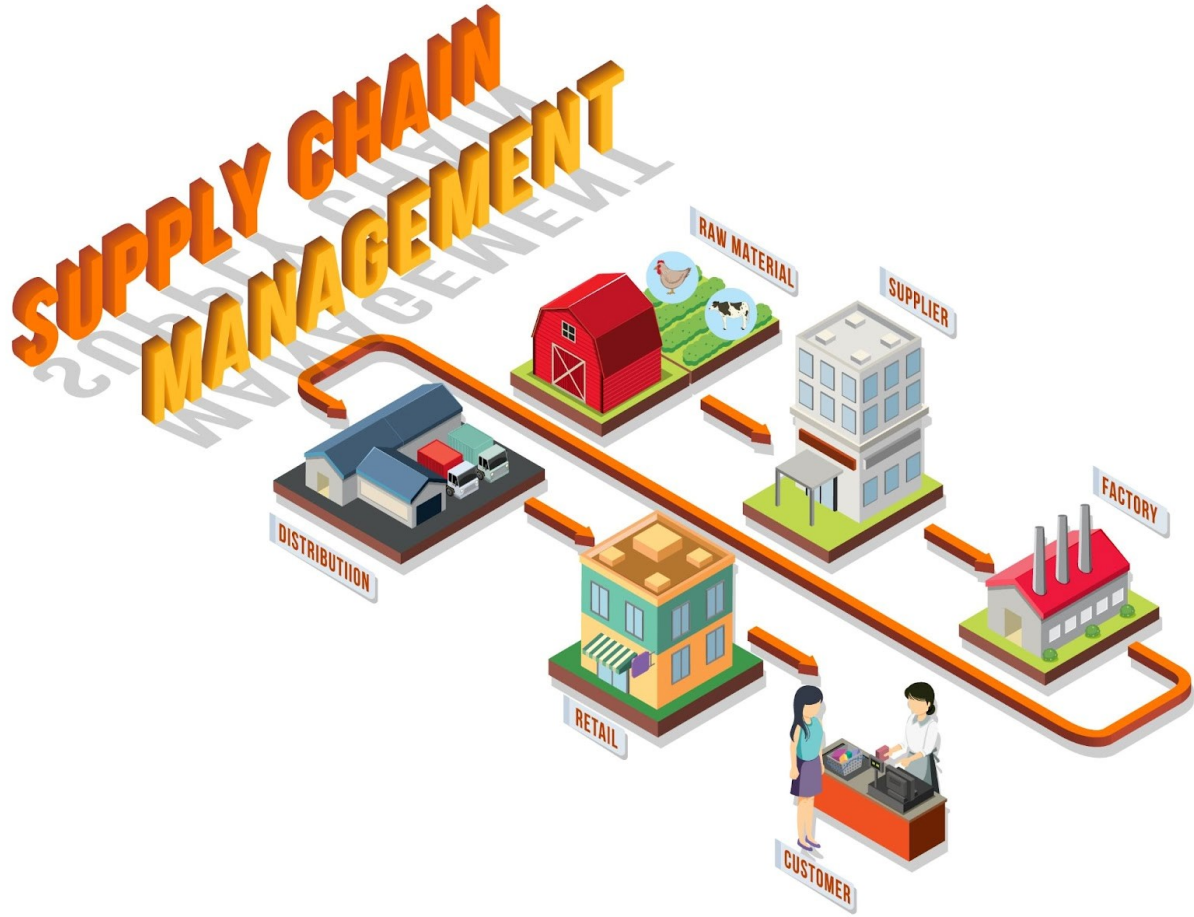 SUPPLY CHAIN
MANAGEMENT
RAW MATERIAL
SUPPLIER
FACTORY
DISTRIBUTIION
RETAIL
CUSTOMER